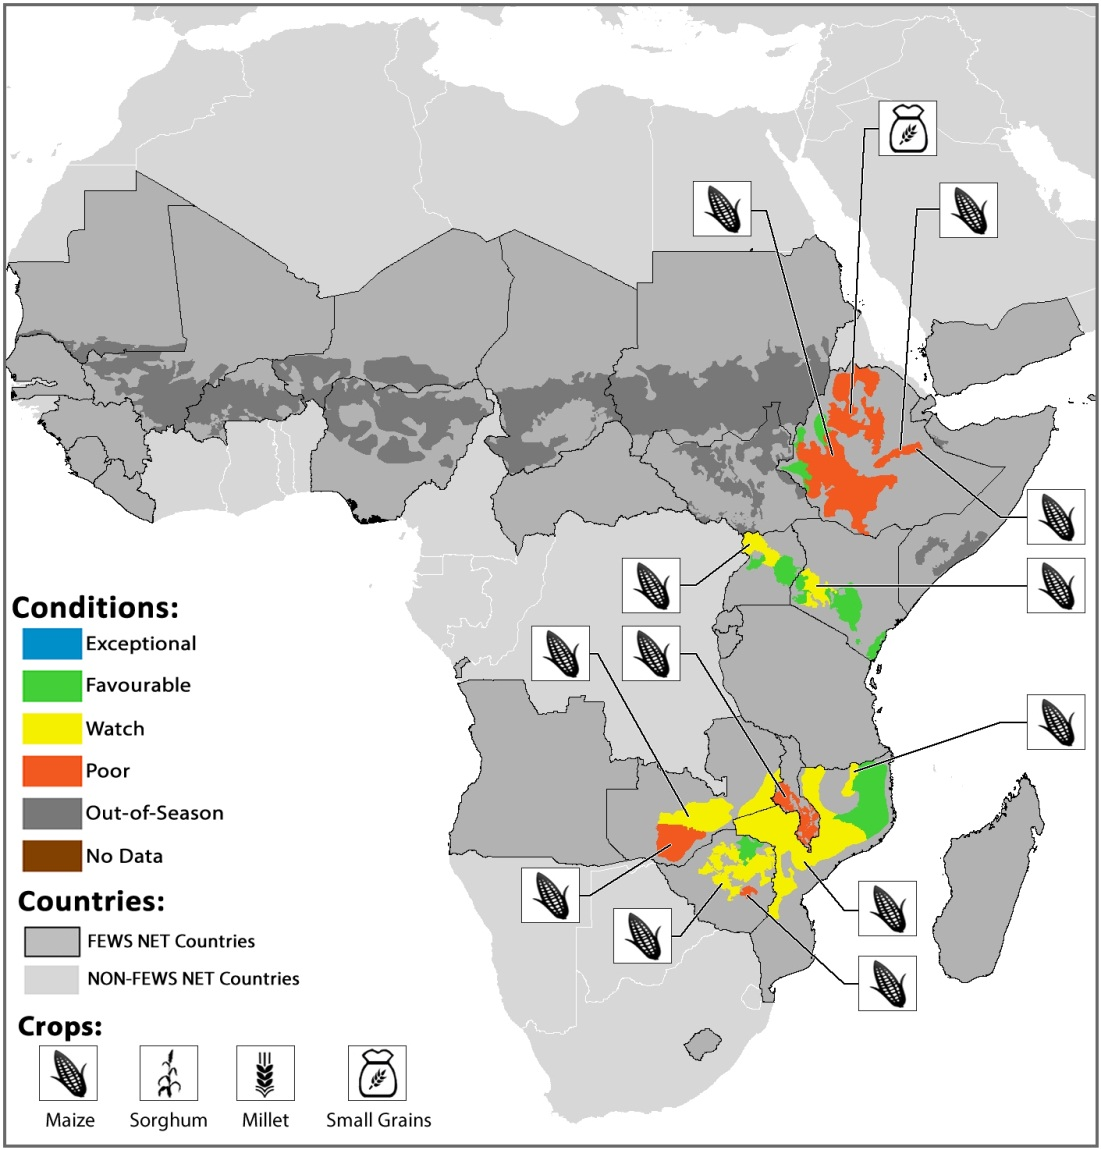 Conditions:
Exceptional
Favourable
Watch
Poor
Out-of-Season
No Data
Countries:
FEWS NET Countries
NON-FEWS NET Countries
Crops:
Maize
Sorghum
Millet
Small Grains